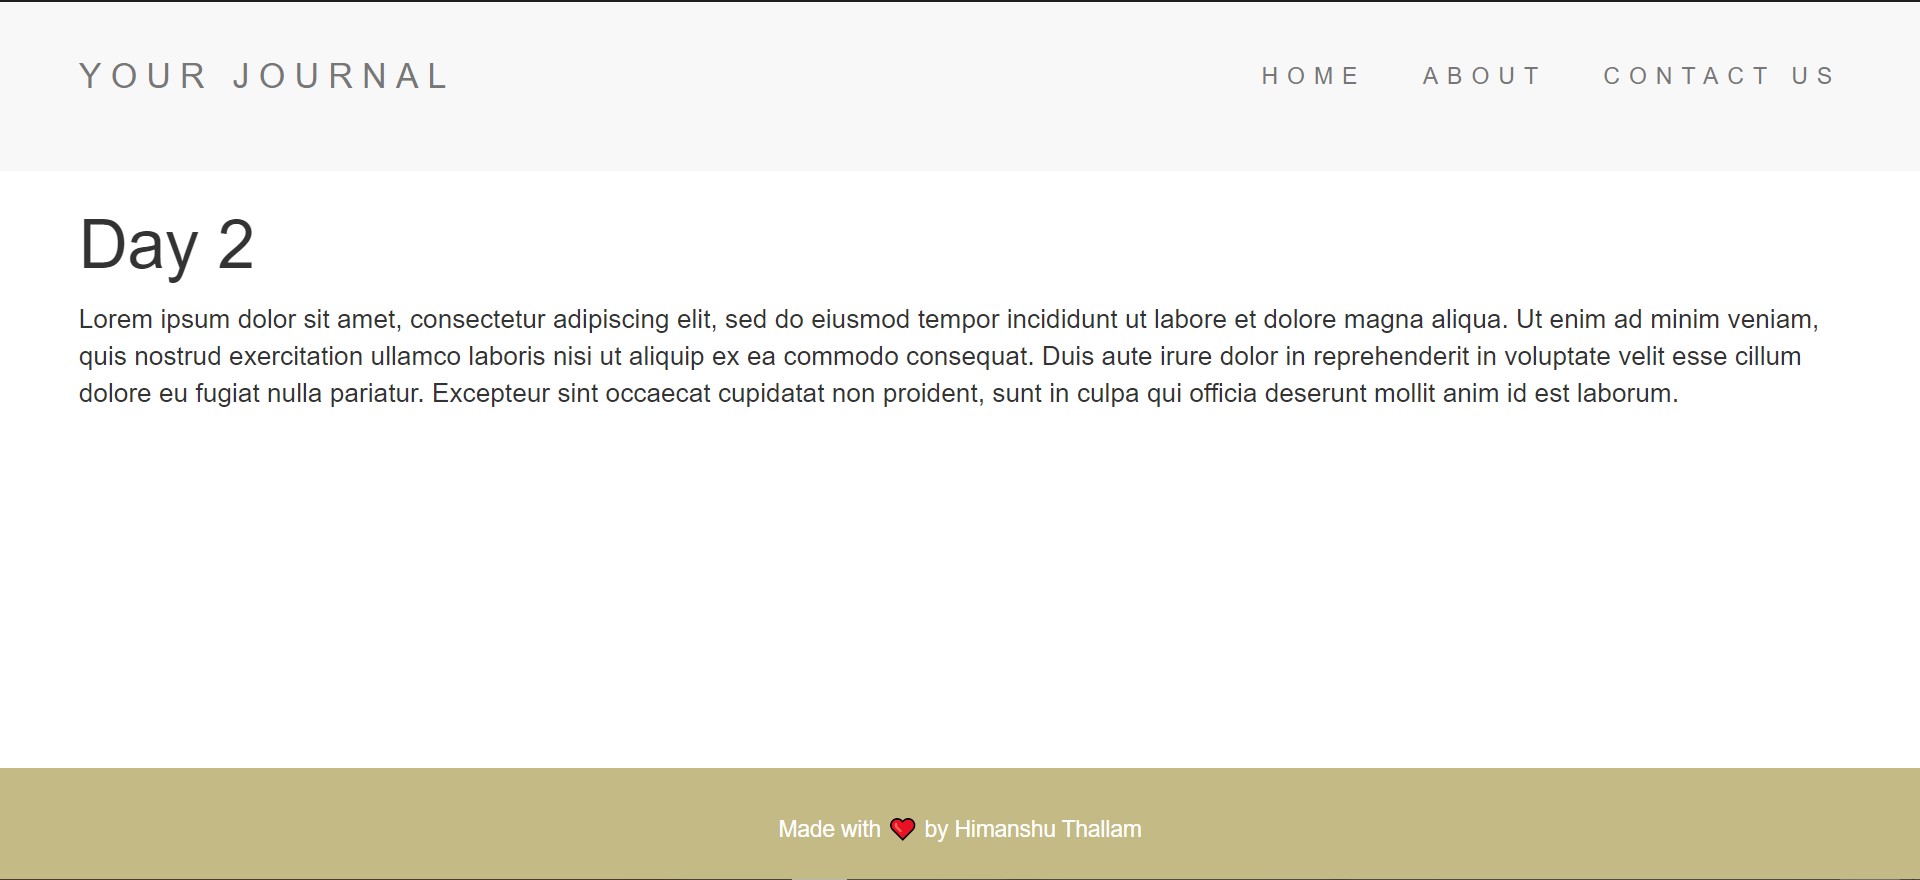 YOUR JOURNAL
HOME ABOUT CONTACT US
Day 2
Lorem ipsum dolor sit amet, consectetur adipiscing elit, sed do eiusmod tempor incididunt ut labore et dolore magna aliqua. Ut enim ad minim veniam,
quis nostrud exercitation ullamco laboris nisi ut aliquip ex ea commodo consequat. Duis aute irure dolor in reprehenderit in voluptate velit esse cillum
dolore eu fugiat nulla pariatur. Excepteur sint occaecat cupidatat non proident, sunt in culpa qui officia deserunt mollit anim id est laborum.
Made with ❤ by Himanshu Thallam